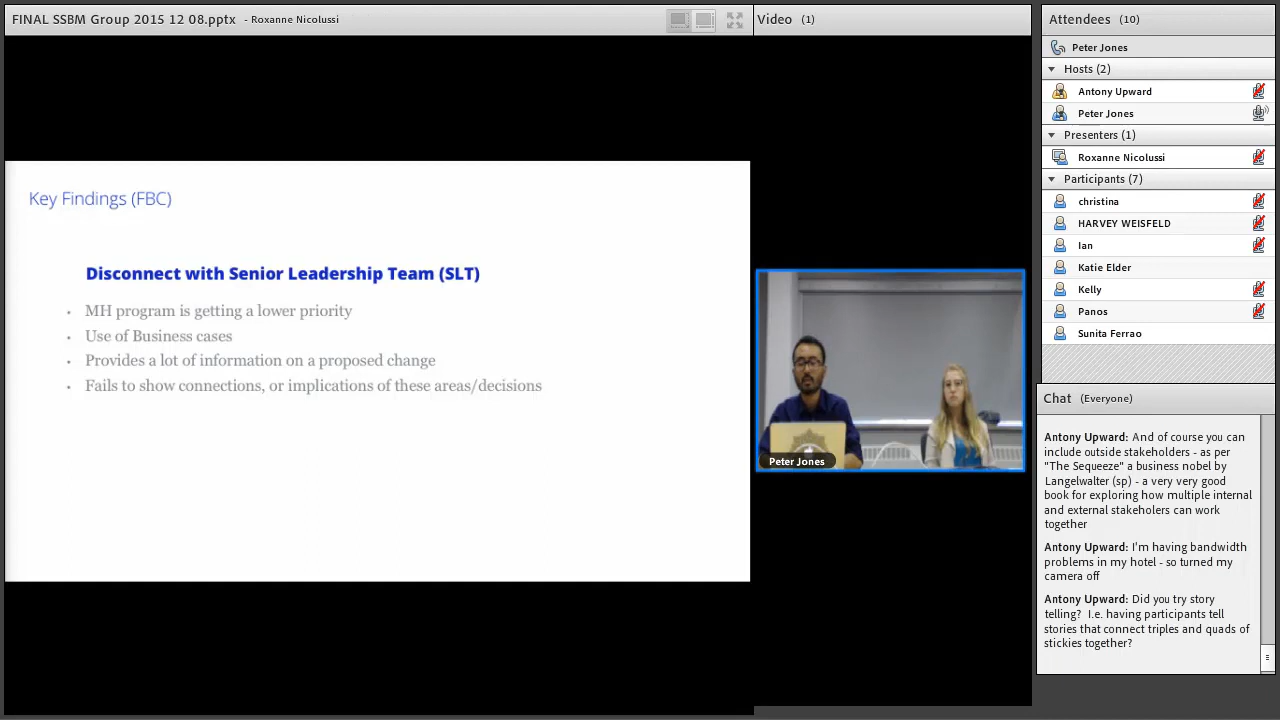 FINAL SSBM Group 2015 12 08.pptx - Roxanne Nicolussi
Key Findings (FBC)
Disconnect with Senior Leadership Team (SLT)
• MH program is getting a lower priority
• Use of Business cases
• Provides a lot of information on a proposed change
• Fails to show connections, or implications of these areas/decisions
Video (1)
Peter Jones
Attendees (10)
Peter Jones
Hosts (2)
Antony Upward
Peter Jones
Presenters (1)
Roxanne Nicolussi
Participants (7)
christina
HARVEY WEISFELD
Ian
Katie Elder
Kelly
Panos
Sunita Ferrao
Chat (Everyone)
Antony Upward: And of course you can
include outside stakeholders - as per
"The Sequeeze" a business nobel by
Langelwalter (sp) - a very very good
book for exploring how multiple internal
and external stakeholers can work
together
Antony Upward: I'm having bandwidth
problems in my hotel - so turned my
camera off
Antony Upward: Did you try story
telling? I.e. having participants tell
stories that connect triples and quads of
stickies together?